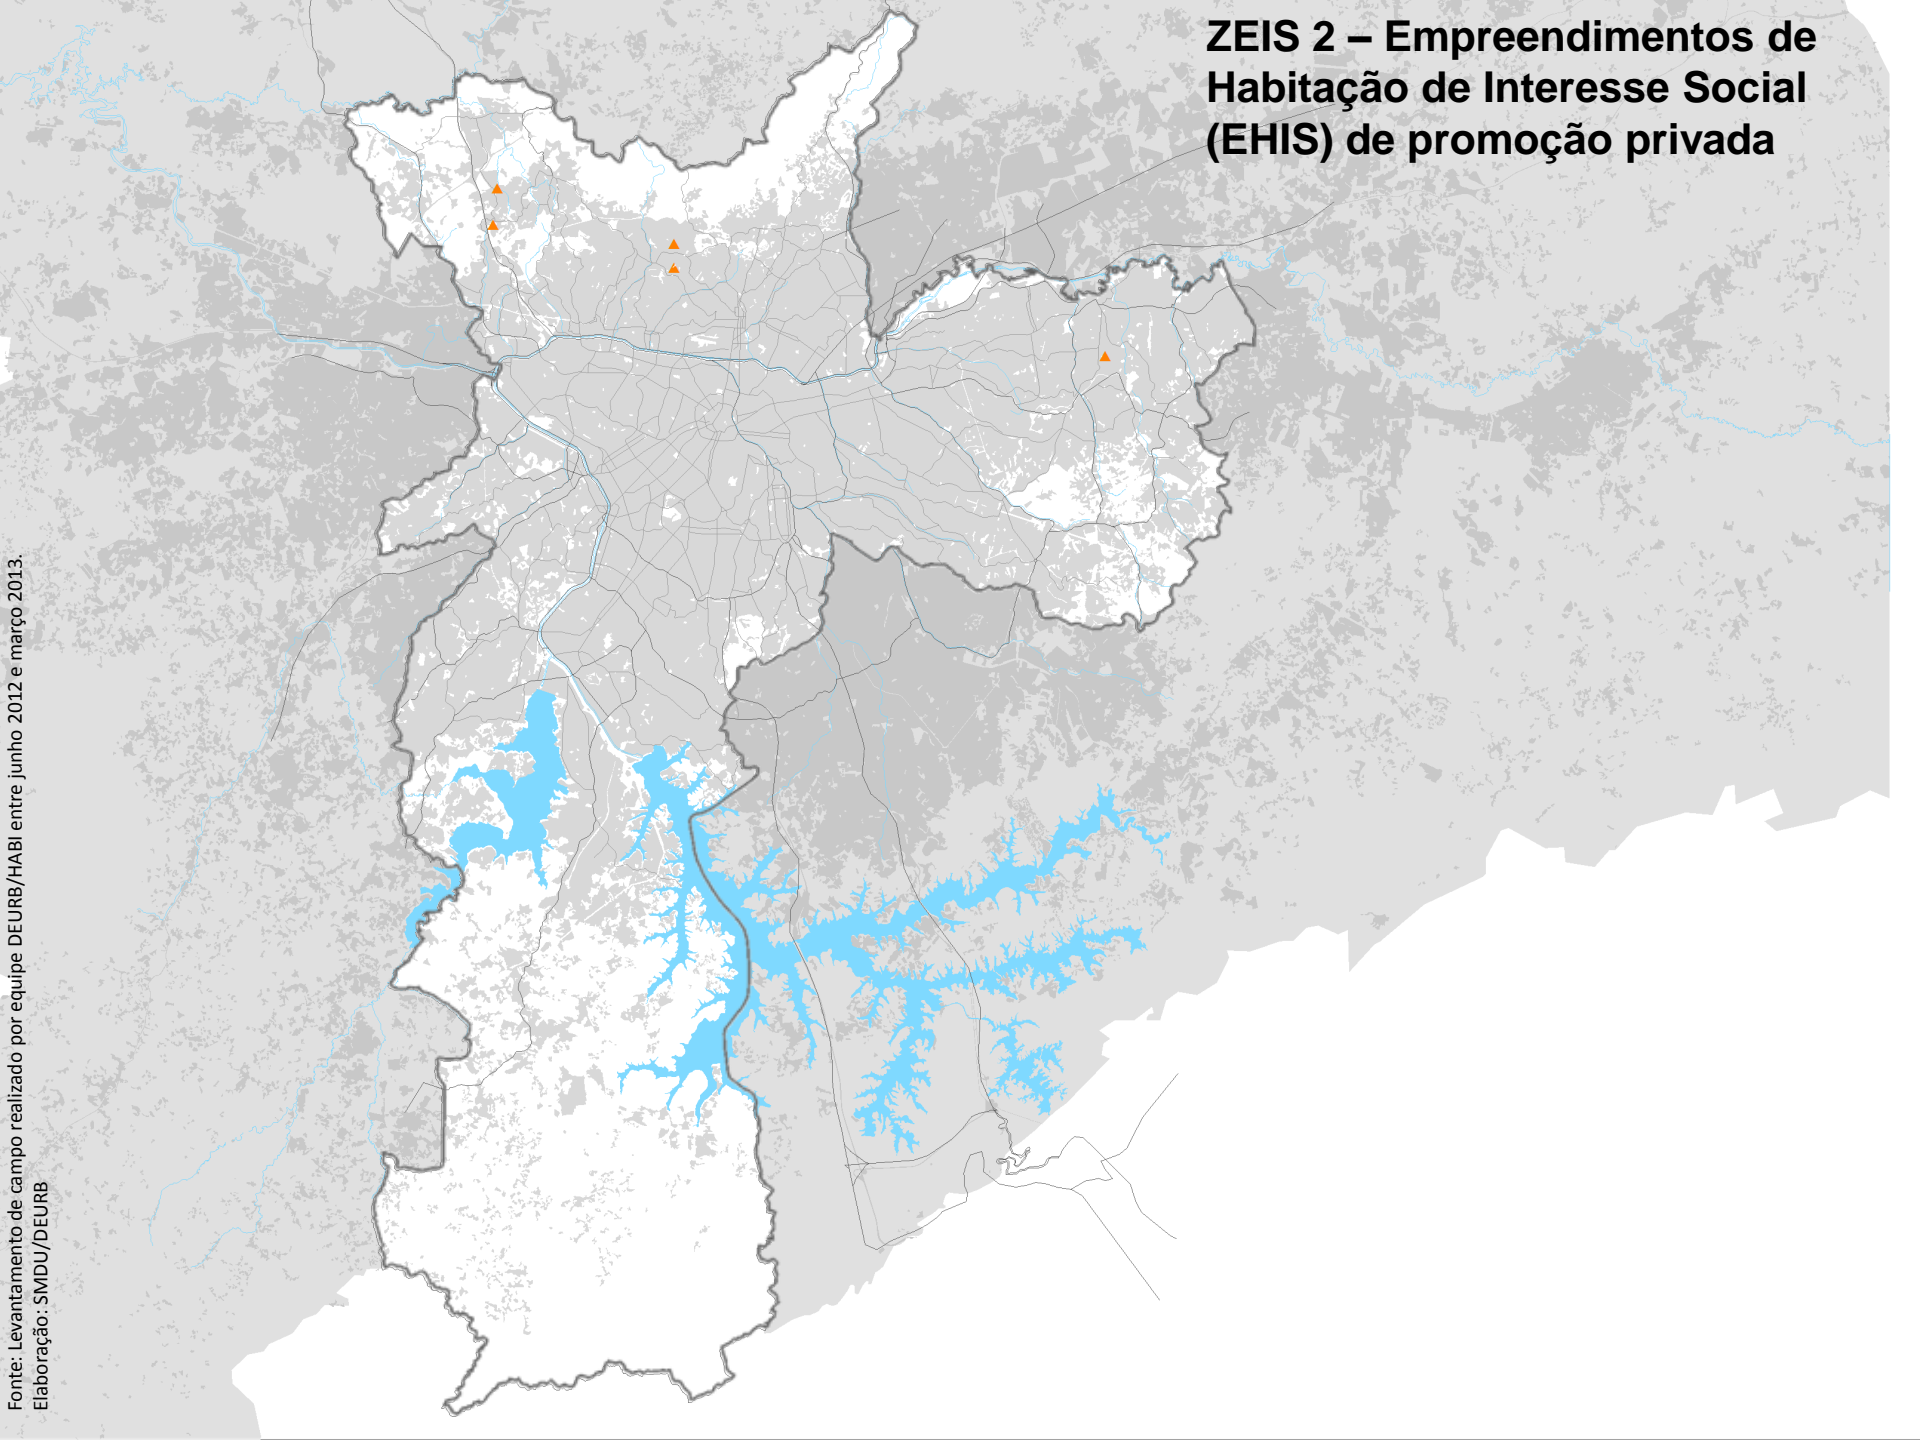 ZEIS 2 – Empreendimentos de
Habitação de Interesse Social
(EHIS) de promoção privada
Fonte: Levantamento de campo realizado por equipe DEURB/HABI entre junho 2012 e março 2013.
Elaboração: SMDU/DEURB